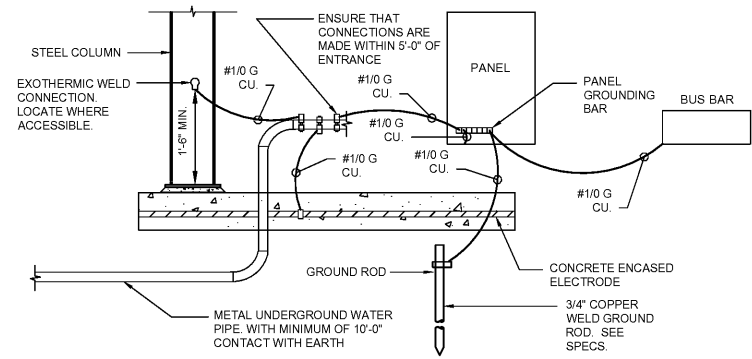 ENSURE THAT
CONNECTIONS ARE
MADE WITHIN 5'-0" OF
ENTRANCE
STEEL COLUMN
EXOTHERMIC WELD
CONNECTION.
LOCATE WHERE
ACCESSIBLE.
1'-6" MIN.
#1/0 G
CU.
#1/0 G
CU.
PANEL
#1/0 G
CU.
PANEL
GROUNDING
BAR
BUS BAR
#1/0 G
CU.
#1/0 G
CU.
#1/0 G
CU.
GROUND ROD
CONCRETE ENCASED
ELECTRODE
METAL UNDERGROUND WATER
PIPE. WITH MINIMUM OF 10'-0"
CONTACT WITH EARTH
3/4" COPPER
WELD GROUND
ROD. SEE
SPECS.